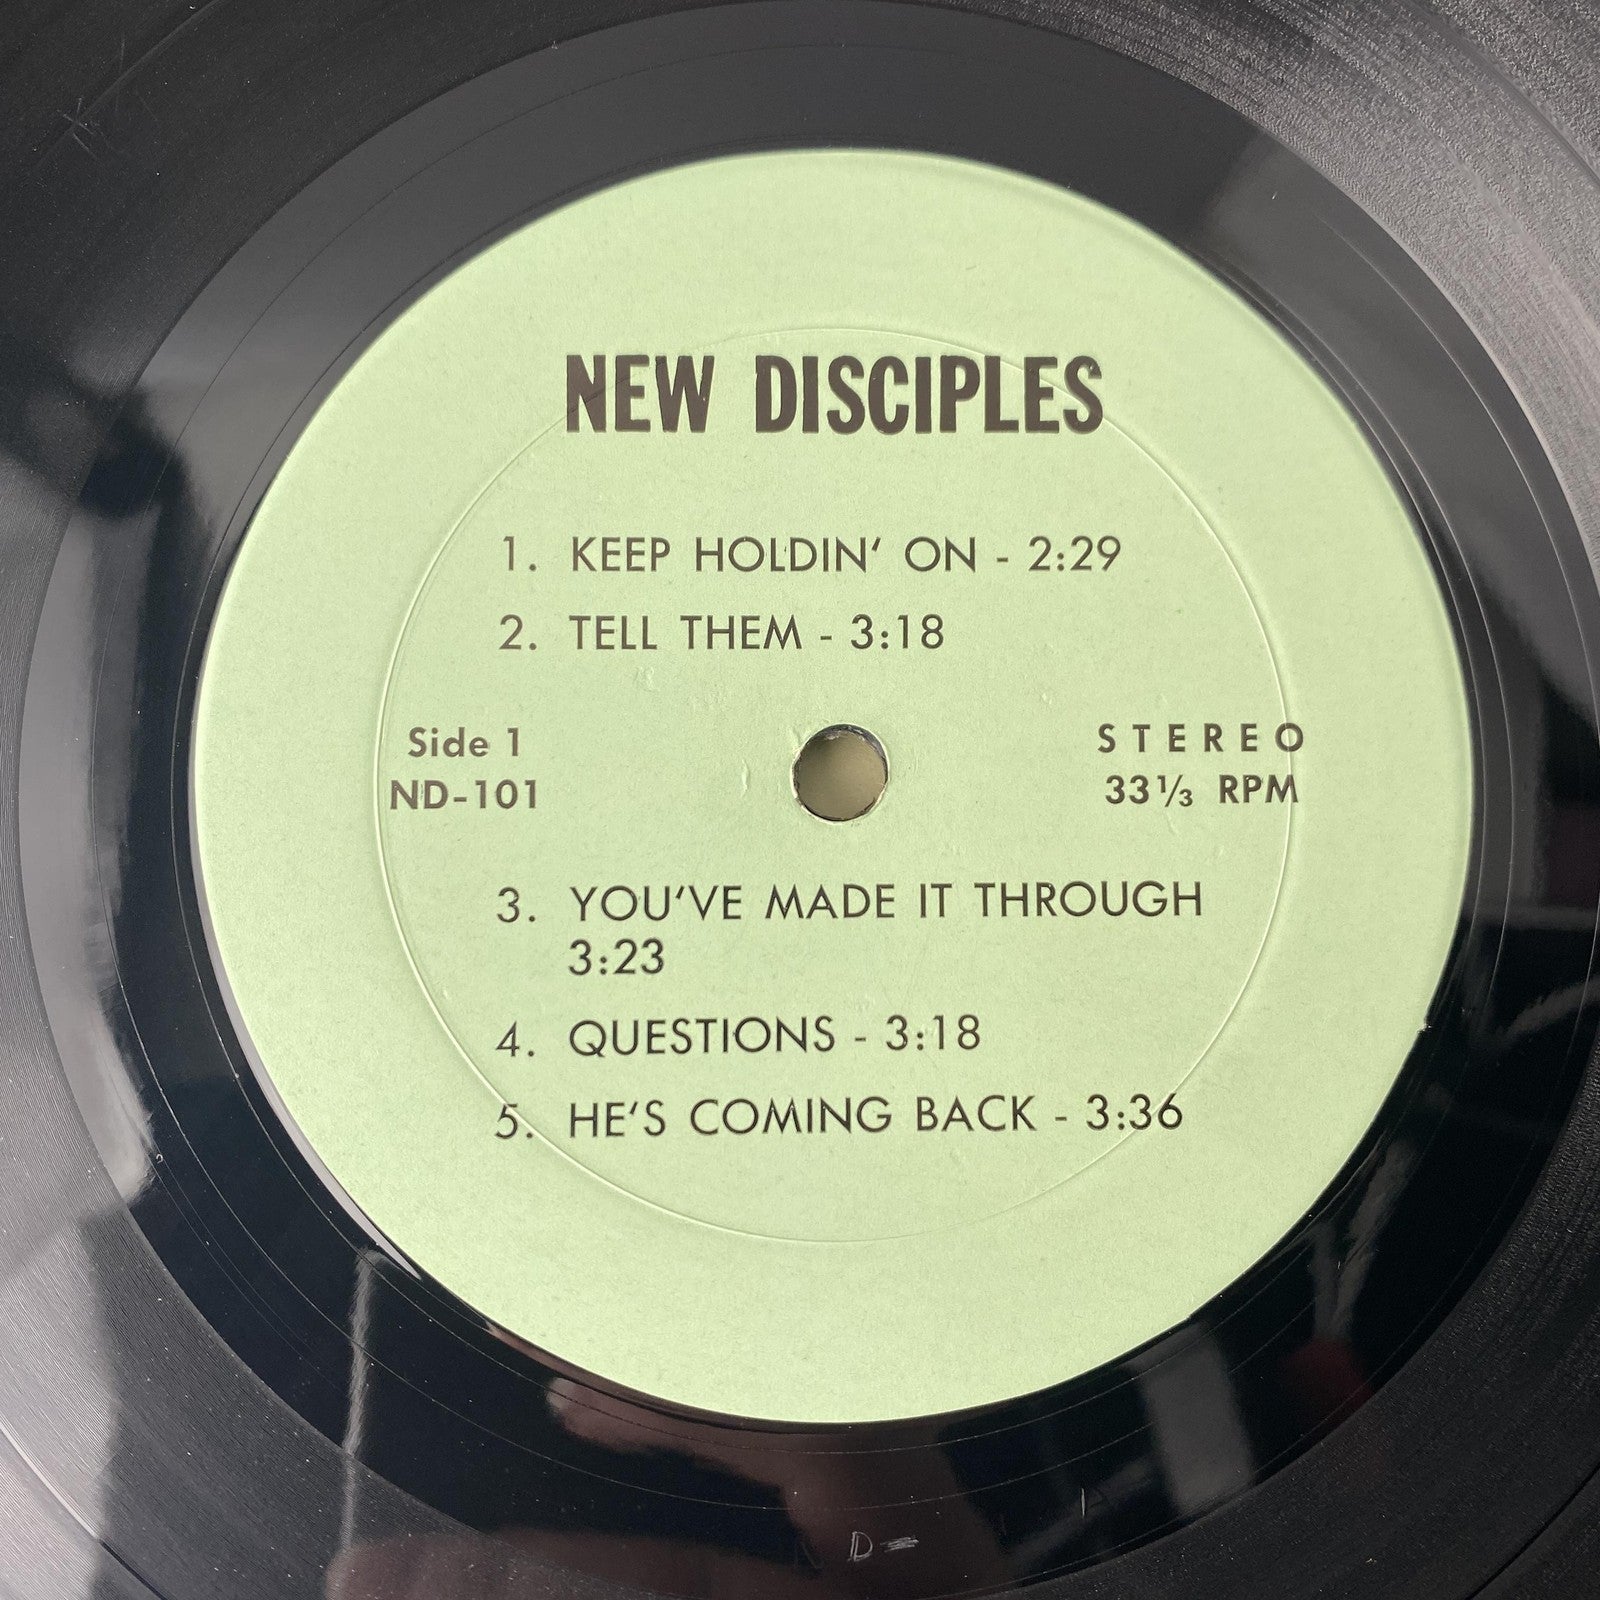 NEW DISCIPLES
1. KEEP HOLDIN' ON - 2:29
2. TELL THEM - 3:18
Side 1
ND-101
STEREO
33 1/3 RPM
3. YOU'VE MADE IT THROUGH
3:23
4. QUESTIONS - 3:18
5. HE'S COMING BACK - 3:36